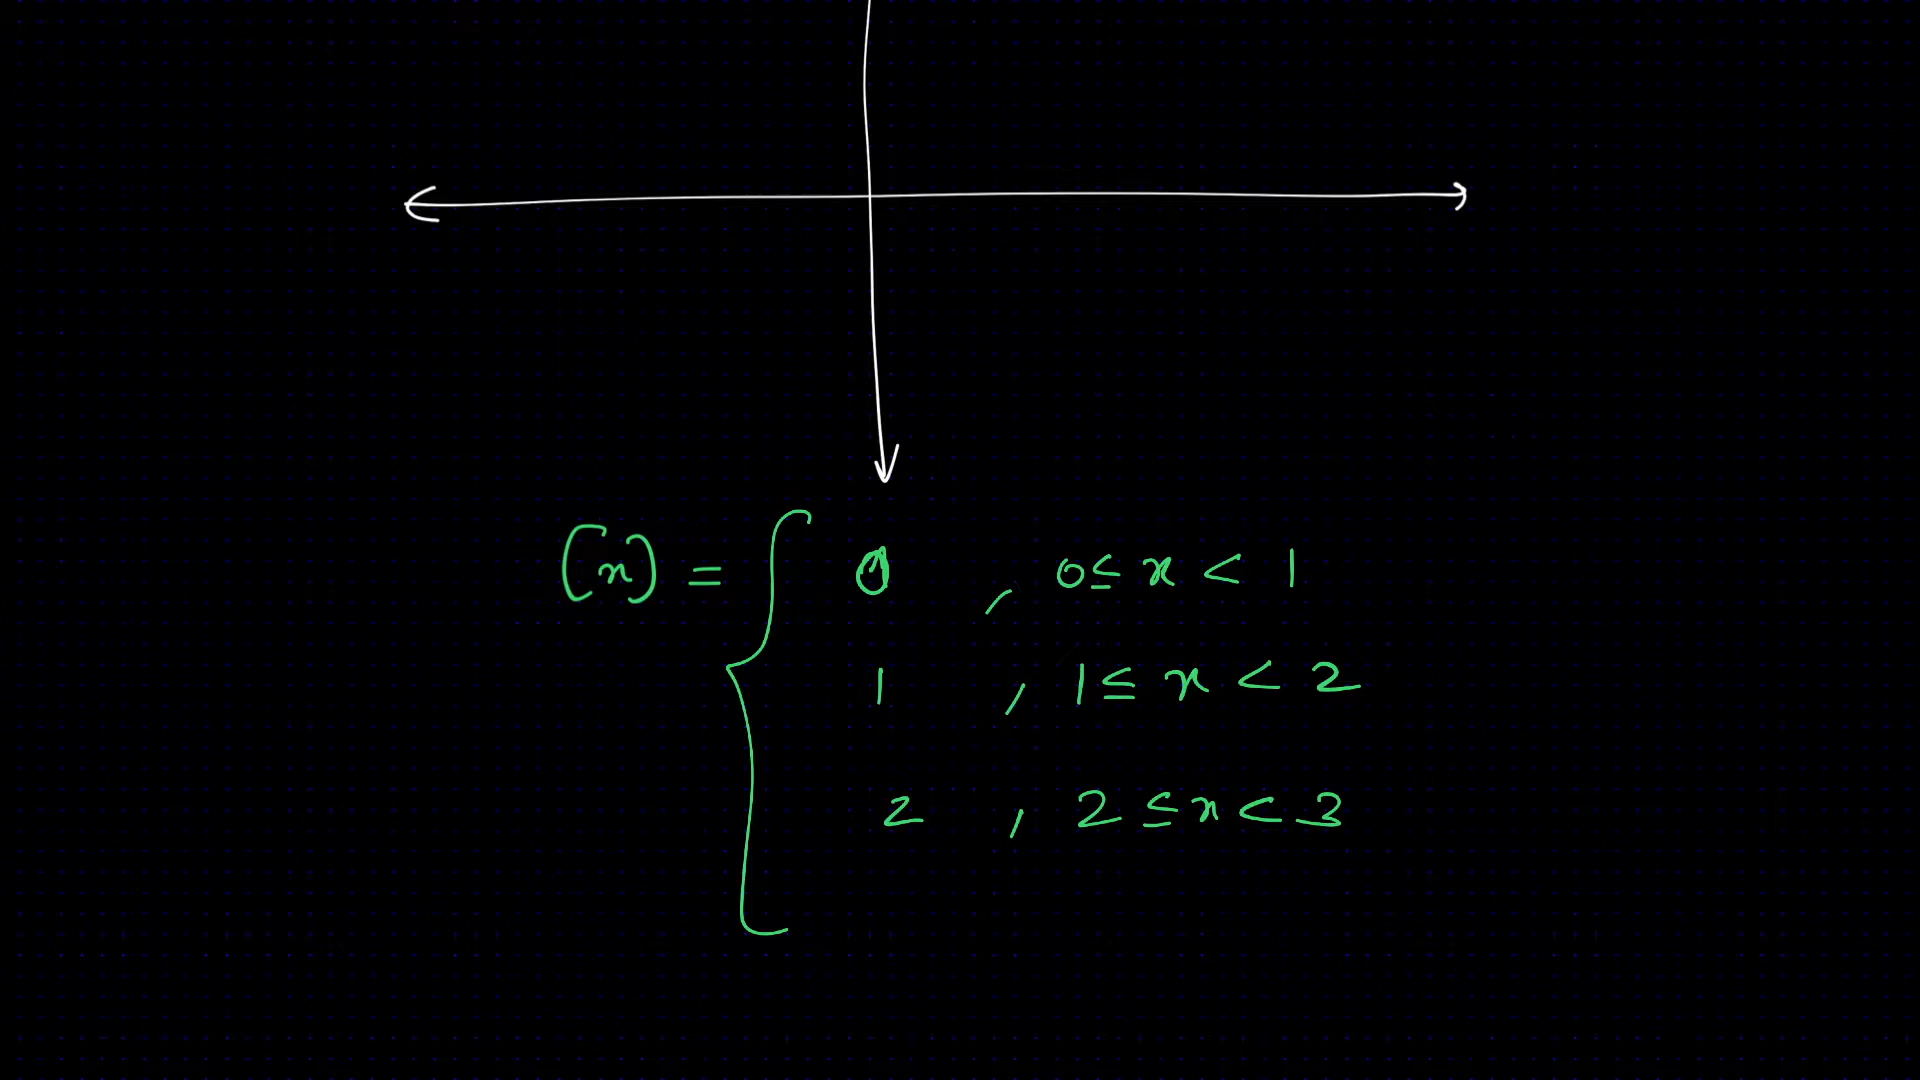 [x] = { 0 , 0 ≤ x < 1
1 , 1 ≤ x < 2
2 , 2 ≤ x < 3